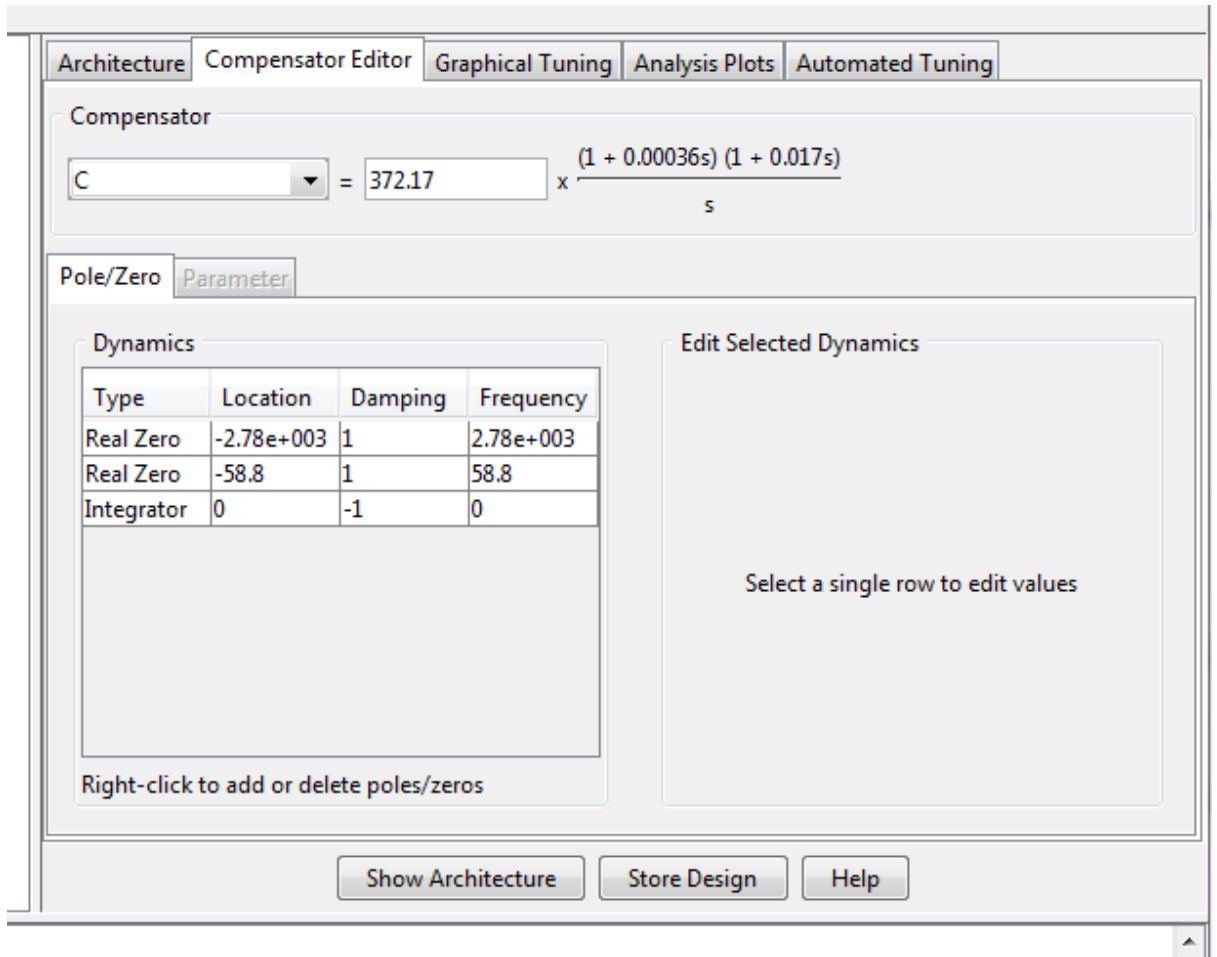 Architecture Compensator Editor Graphical Tuning Analysis Plots Automated Tuning
Compensator
(1 + 0.00036s) (1 + 0.017s)
C = 372.17 x
s
Pole/Zero Parameter
Dynamics
Edit Selected Dynamics
Type Location Damping Frequency
Real Zero -2.78e+003 1 2.78e+003
Real Zero -58.8 1 58.8
Integrator 0 -1 0
Select a single row to edit values
Right-click to add or delete poles/zeros
Show Architecture Store Design Help